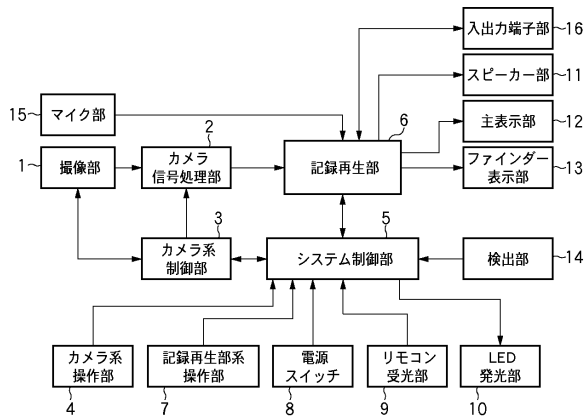 入出力端子部
16
スピーカー部
11
15
マイク部
2
6
主表示部
12
1
撮像部
カメラ
信号処理部
記録再生部
ファインダー
表示部
13
3
5
カメラ系
制御部
システム制御部
検出部
14
カメラ系
操作部
記録再生部系
操作部
電源
スイッチ
リモコン
受光部
LED
発光部
4
7
8
9
10